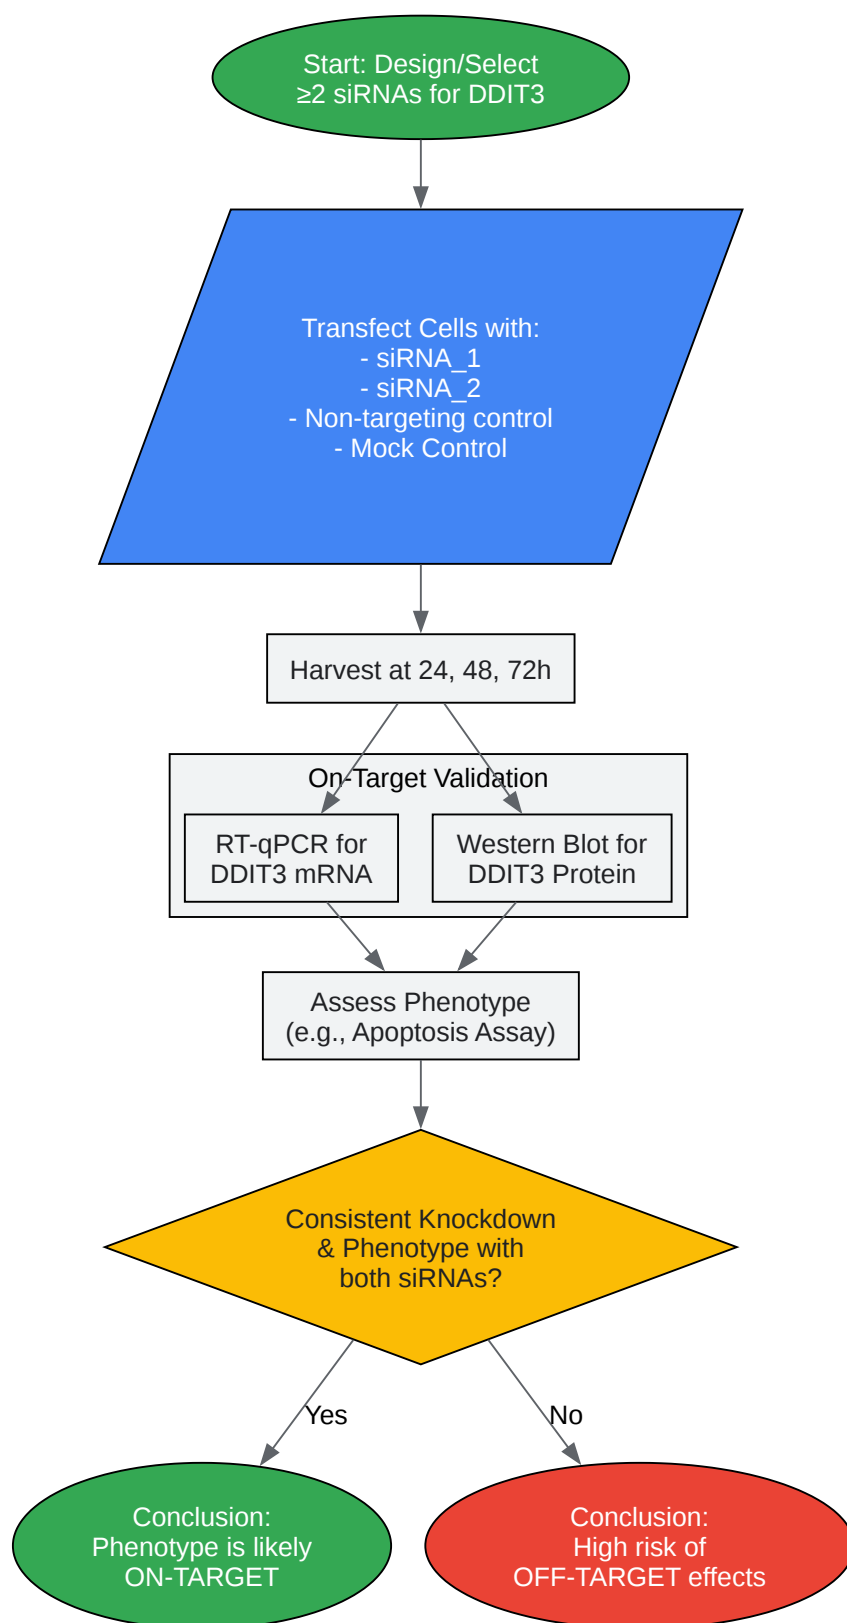 Start: Design/Select
≥2 siRNAs for DDIT3
Transfect Cells with:
- siRNA_1
- siRNA_2
- Non-targeting control
- Mock Control
Harvest at 24, 48, 72h
On-Target Validation
RT-qPCR for
DDIT3 mRNA
Western Blot for
DDIT3 Protein
Assess Phenotype
(e.g., Apoptosis Assay)
Consistent Knockdown
& Phenotype with
both siRNAs?
Yes
No
Conclusion:
Phenotype is likely
ON-TARGET
Conclusion:
High risk of
OFF-TARGET effects